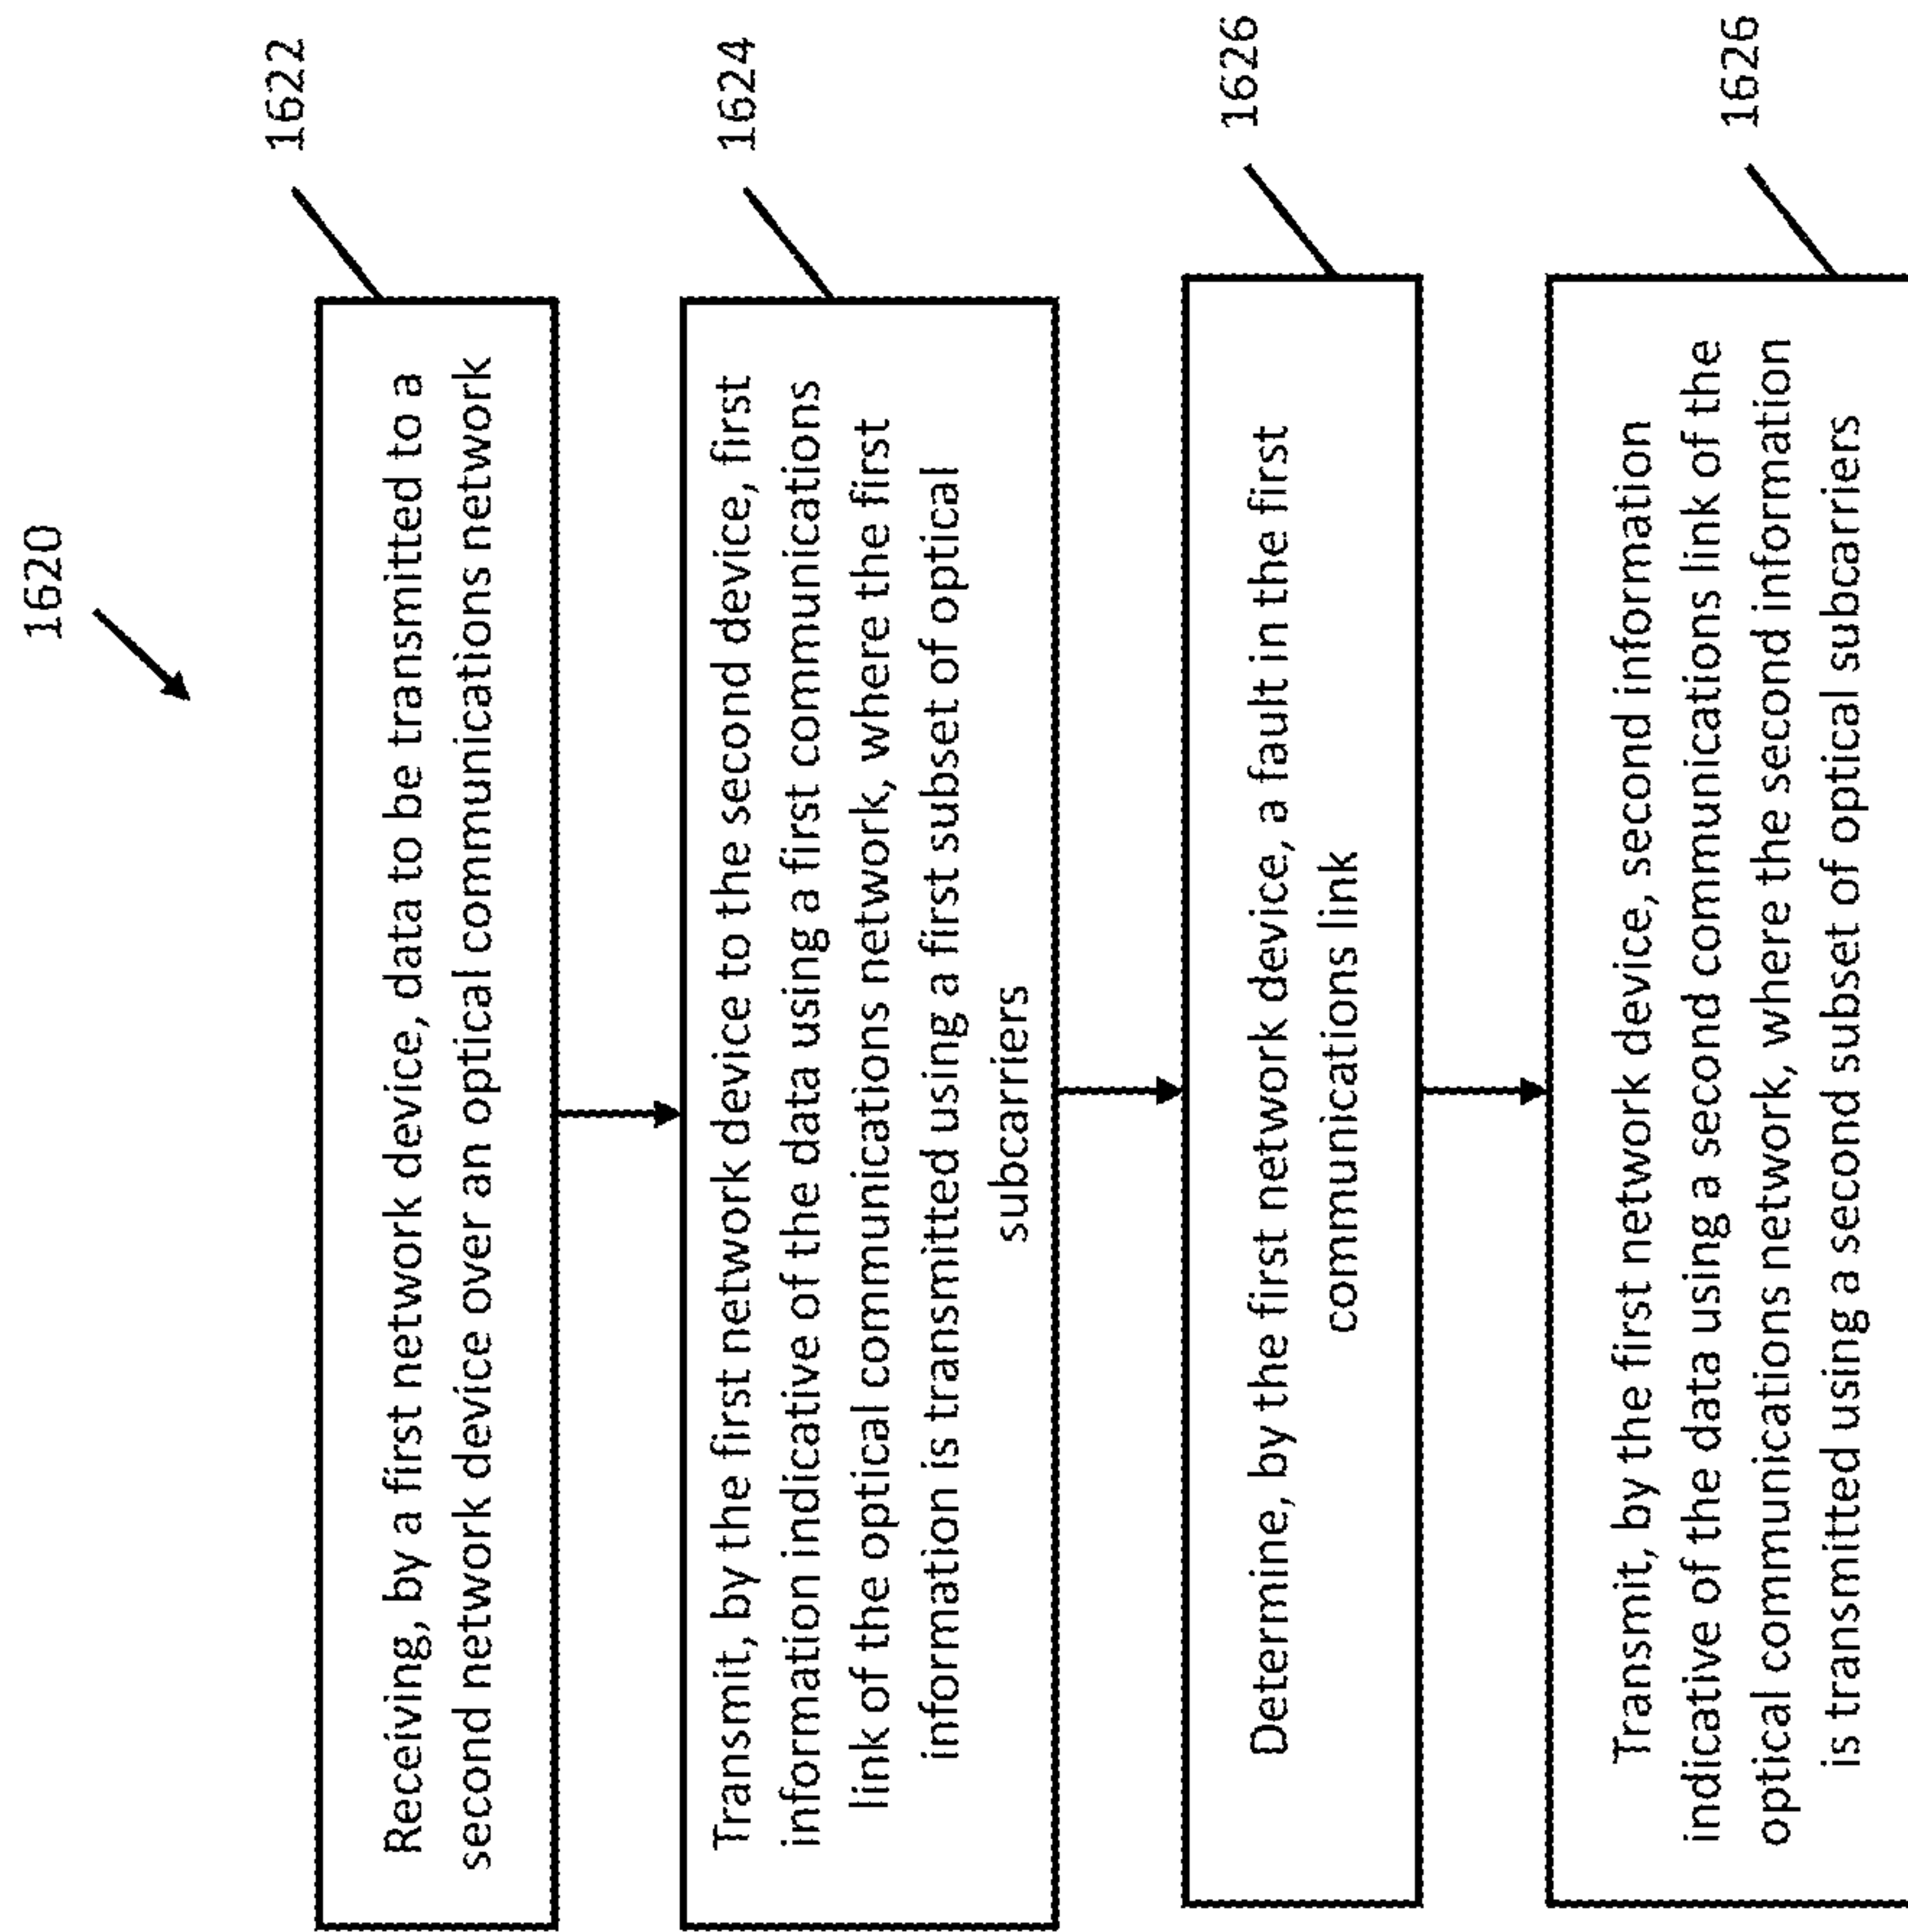 1620
Receiving, by a first network device, data to be transmitted to a
second network device over an optical communications network
1622
Transmit, by the first network device to the second device, first
information indicative of the data using a first communications
link of the optical communications network, where the first
information is transmitted using a first subset of optical
subcarriers
1624
Determine, by the first network device, a fault in the first
communications link
1626
Transmit, by the first network device, second information
indicative of the data using a second communications link of the
optical communications network, where the second information
is transmitted using a second subset of optical subcarriers
1626